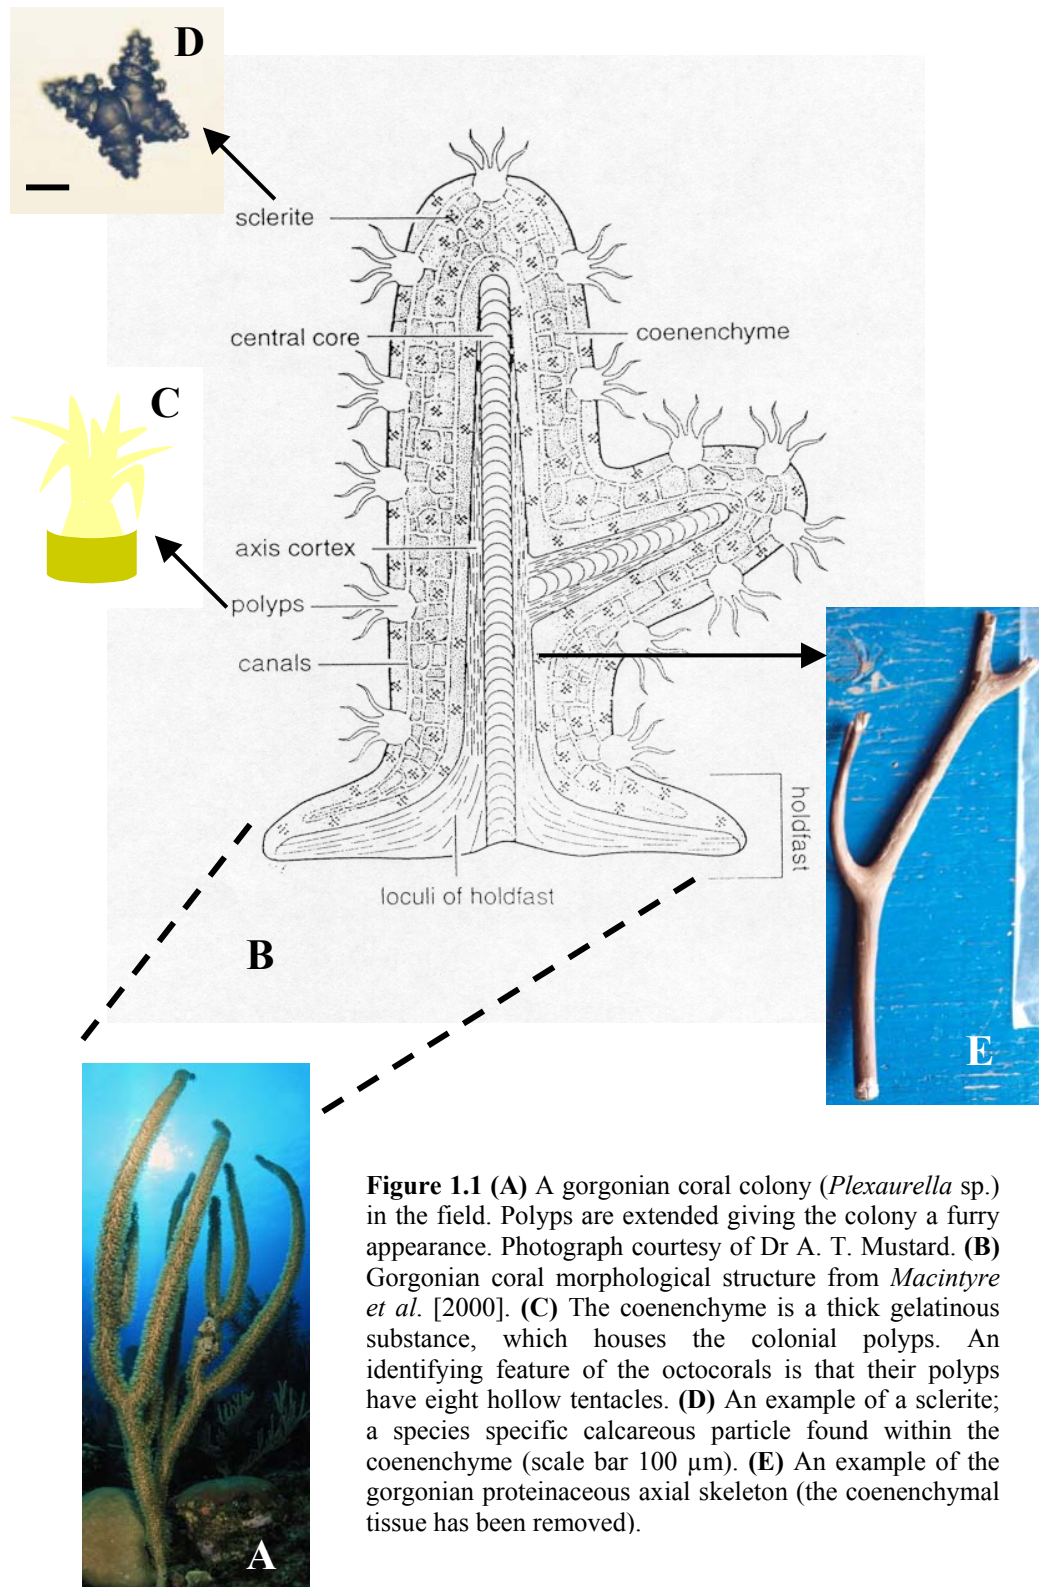 D
sclerite
central core
coenenchyme
C
axis cortex
polyps
canals
holdfast
loculi of holdfast
B
E
A
Figure 1.1 (A) A gorgonian coral colony (Plexaurella sp.)
in the field. Polyps are extended giving the colony a furry
appearance. Photograph courtesy of Dr A. T. Mustard. (B)
Gorgonian coral morphological structure from Macintyre
et al. [2000]. (C) The coenenchyme is a thick gelatinous
substance, which houses the colonial polyps. An
identifying feature of the octocorals is that their polyps
have eight hollow tentacles. (D) An example of a sclerite;
a species specific calcareous particle found within the
coenenchyme (scale bar 100 µm). (E) An example of the
gorgonian proteinaceous axial skeleton (the coenenchymal
tissue has been removed).